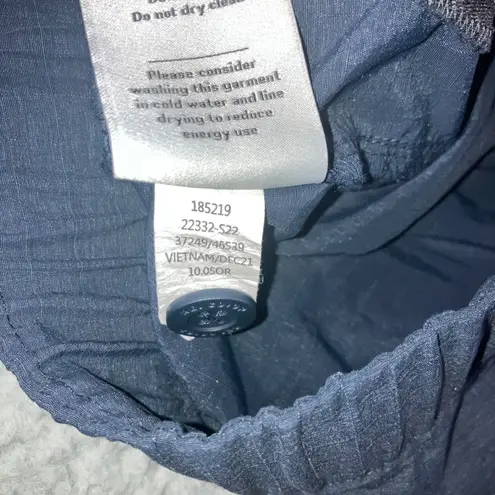 Do not dry clean
Please consider
washing this garment
in cold water and line
drying to reduce
energy use
185219
22332-S22
37249/46539
VIETNAM/DEC21
10.05OR